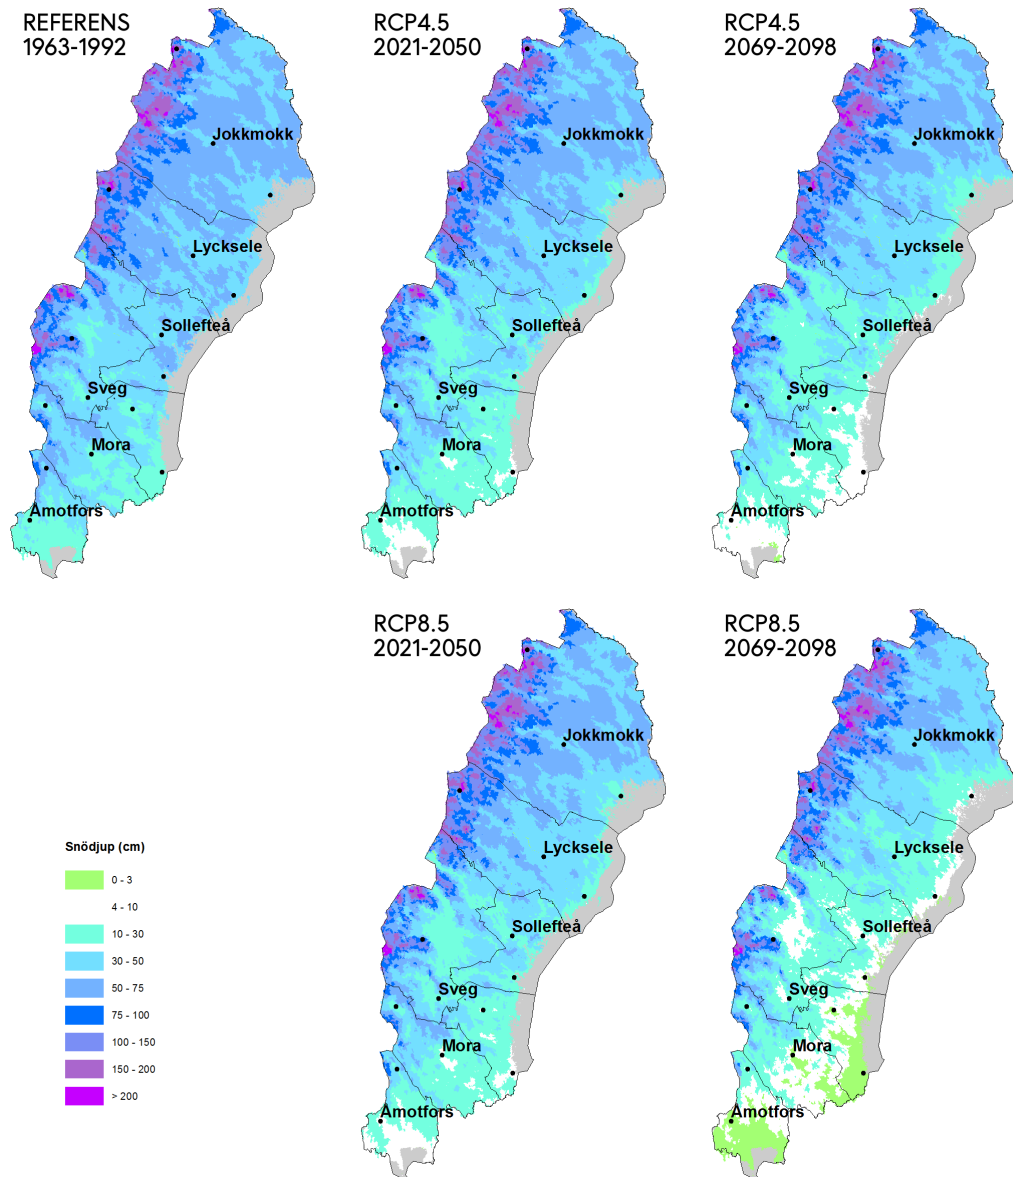 REFERENS
1963-1992
Jokkmokk
Lycksele
Sollefteå
Sveg
Mora
Åmotfors
RCP4.5
2021-2050
Jokkmokk
Lycksele
Sollefteå
Sveg
Mora
Åmotfors
RCP4.5
2069-2098
Jokkmokk
Lycksele
Sollefteå
Sveg
Mora
Åmotfors
Snödjup (cm)
0 - 3
4 - 10
10 - 30
30 - 50
50 - 75
75 - 100
100 - 150
150 - 200
> 200
RCP8.5
2021-2050
Jokkmokk
Lycksele
Sollefteå
Sveg
Mora
Åmotfors
RCP8.5
2069-2098
Jokkmokk
Lycksele
Sollefteå
Sveg
Mora
Åmotfors